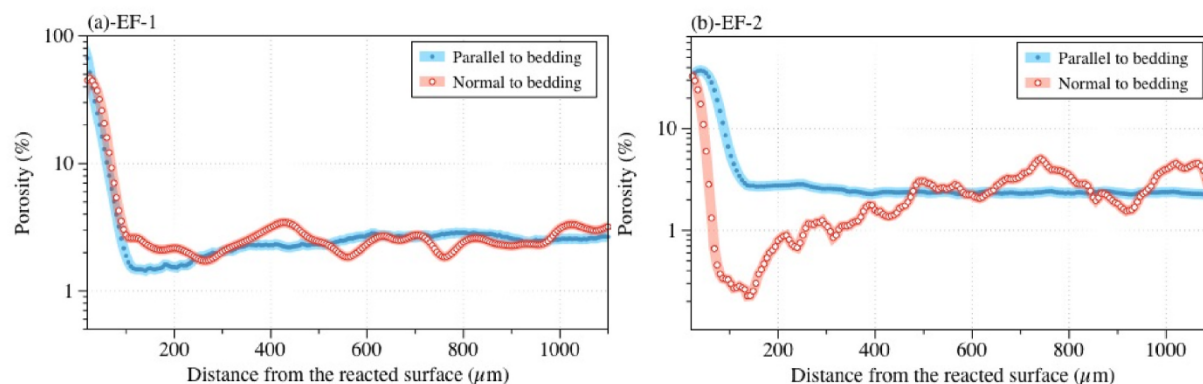 (a)-EF-1
Parallel to bedding
Normal to bedding
100
10
1
Porosity (%)
200
400
600
800
1000
Distance from the reacted surface (μm)
(b)-EF-2
Parallel to bedding
Normal to bedding
10
1
Porosity (%)
200
400
600
800
1000
Distance from the reacted surface (μm)